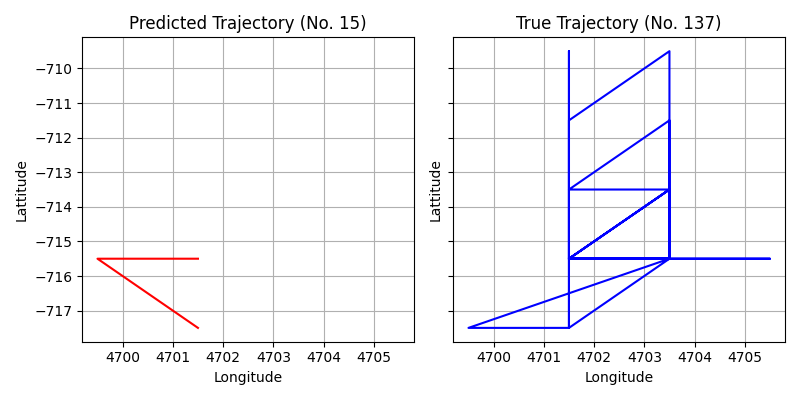 Predicted Trajectory (No. 15)
True Trajectory (No. 137)
Lattitude
−710
−711
−712
−713
−714
−715
−716
−717
4700 4701 4702 4703 4704 4705
Longitude
Lattitude
4700 4701 4702 4703 4704 4705
Longitude